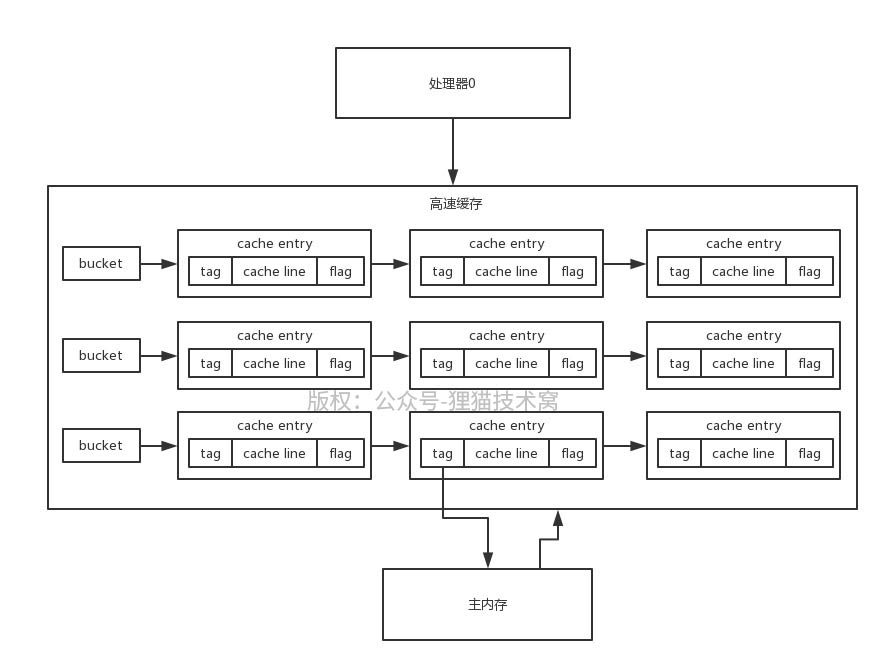 处理器0
高速缓存
cache entry
cache entry
cache entry
bucket
tag
cache line
flag
tag
cache line
flag
tag
cache line
flag
cache entry
cache entry
cache entry
bucket
tag
cache line
flag
tag
cache line
flag
tag
cache line
flag
版权：公众号-狸猫技术窝
cache entry
cache entry
cache entry
bucket
tag
cache line
flag
tag
cache line
flag
tag
cache line
flag
主内存